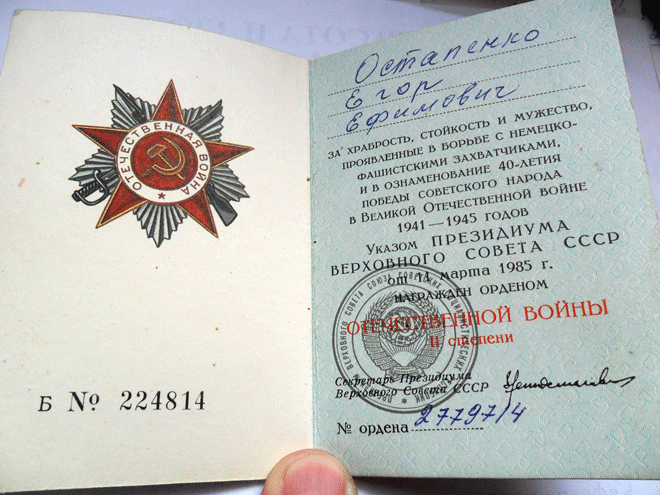 ОТЕЧЕСТВЕННАЯ ВОЙНА
Б № 224814
Остапенко
Егор
Ефимович
ЗА ХРАБРОСТЬ, СТОЙКОСТЬ И МУЖЕСТВО,
ПРОЯВЛЕННЫЕ В БОРЬБЕ С НЕМЕЦКО-
ФАШИСТСКИМИ ЗАХВАТЧИКАМИ,
И В ОЗНАМЕНОВАНИЕ 40-ЛЕТИЯ
ПОБЕДЫ СОВЕТСКОГО НАРОДА
В ВЕЛИКОЙ ОТЕЧЕСТВЕННОЙ ВОЙНЕ
1941—1945 ГОДОВ
УКАЗОМ ПРЕЗИДИУМА
ВЕРХОВНОГО СОВЕТА СССР
от 11 марта 1985 г.
НАГРАЖДЕН ОРДЕНОМ
ОТЕЧЕСТВЕННОЙ ВОЙНЫ
II степени
Секретарь Президиума
Верховного Совета СССР
№ ордена 2779714